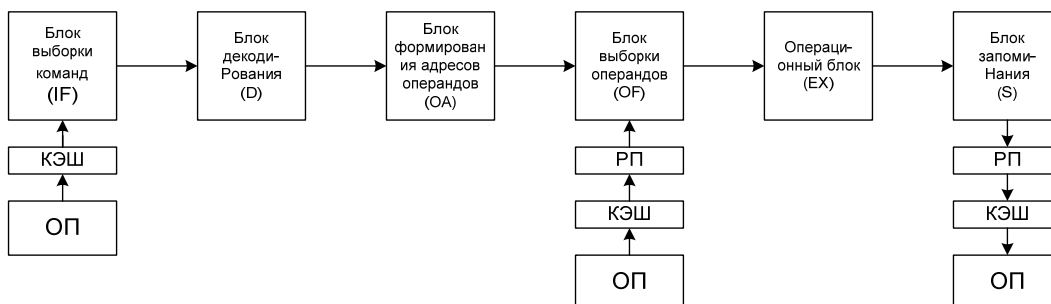 Блок
выборки
команд
(IF)
Блок
декоди-
Рования
(D)
Блок
формирован
ия адресов
операндов
(OA)
Блок
выборки
операндов
(OF)
Операци-
онный блок
(EX)
Блок
запоми-
Нания
(S)
КЭШ
ОП
РП
КЭШ
ОП
РП
КЭШ
ОП